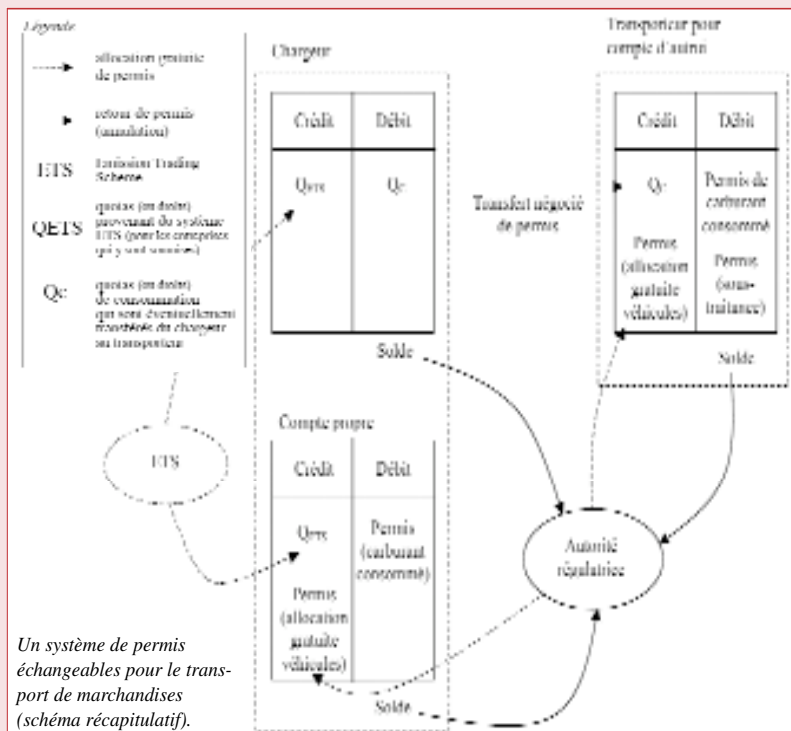 Légende
allocation gratuite
de permis
retour de permis
(annulation)
ETS
Emission Trading
Scheme
QETS
quotas (ou droits)
provenant du système
ETS (pour les entreprises
qui y sont soumises)
Qc
quotas (ou droits)
de consommation
qui sont éventuellement
transférés du chargeur
au transporteur
ETS
Chargeur
Crédit
Débit
QETS
Qc
Solde
Compte propre
Crédit
Débit
QETS
Permis
(carburant
consommé)
Permis
(allocation
gratuite
véhicules)
Solde
Transfert négocié
de permis
Transporteur pour
compte d'autrui
Crédit
Débit
Qc
Permis de
carburant
consommé
Permis
(allocation
gratuite
véhicules)
Permis
(sous-
traitance)
Solde
Autorité
régulatrice
Un système de permis
échangeables pour le trans-
port de marchandises
(schéma récapitulatif).